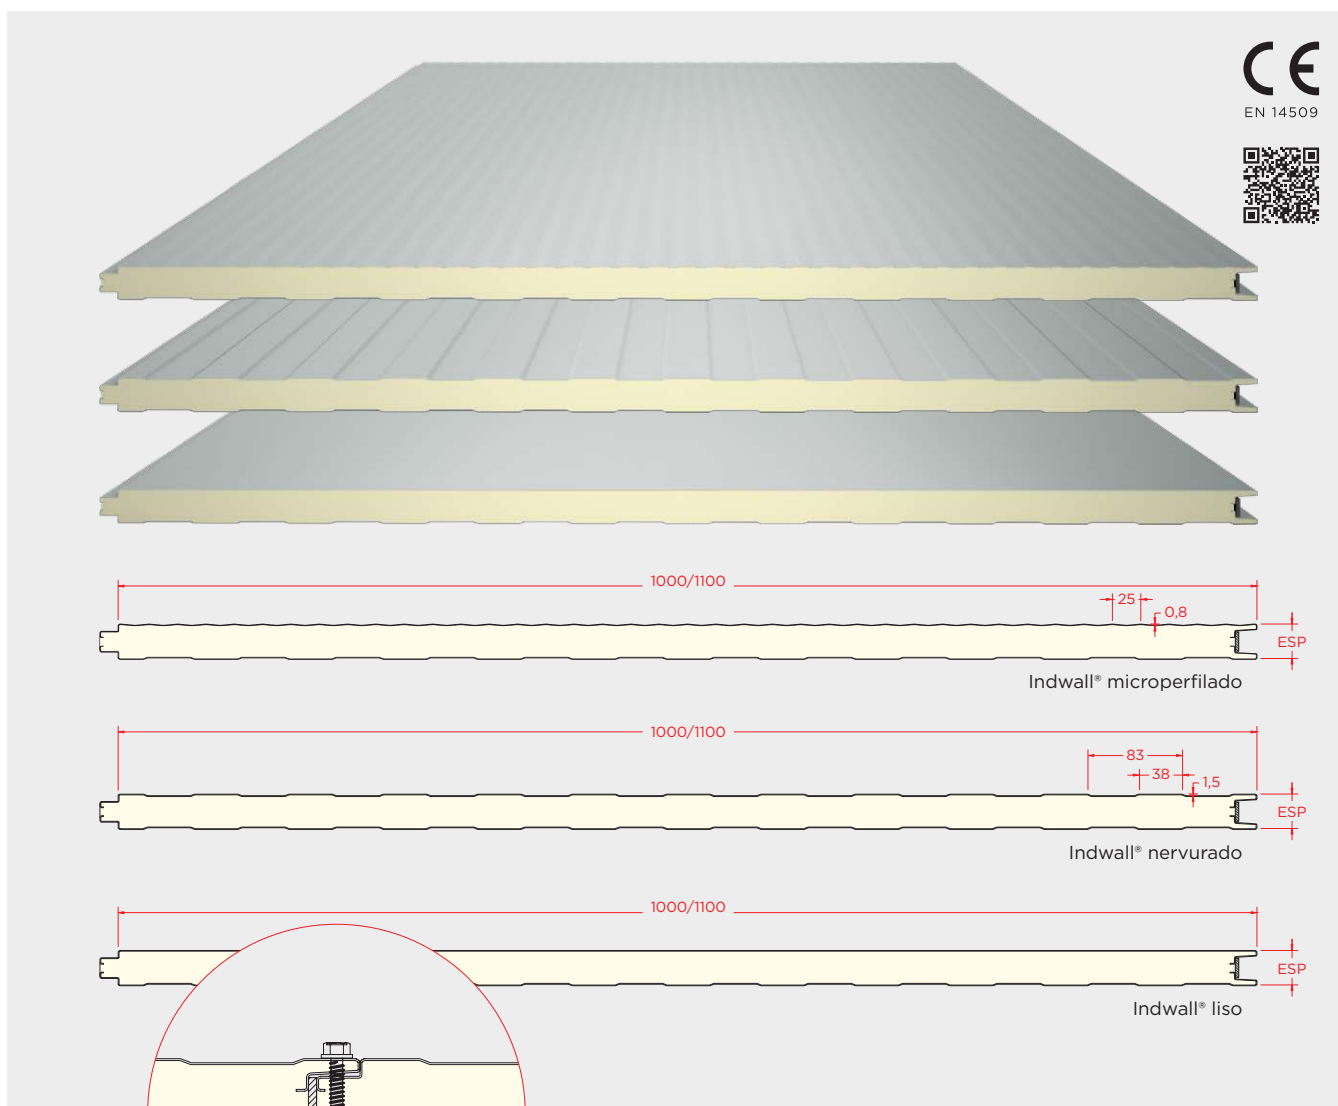 CE
EN 14509
1000/1100
25
0,8
ESP
Indwall® microperfilado
1000/1100
83
38
1,5
ESP
Indwall® nervurado
1000/1100
ESP
Indwall® liso